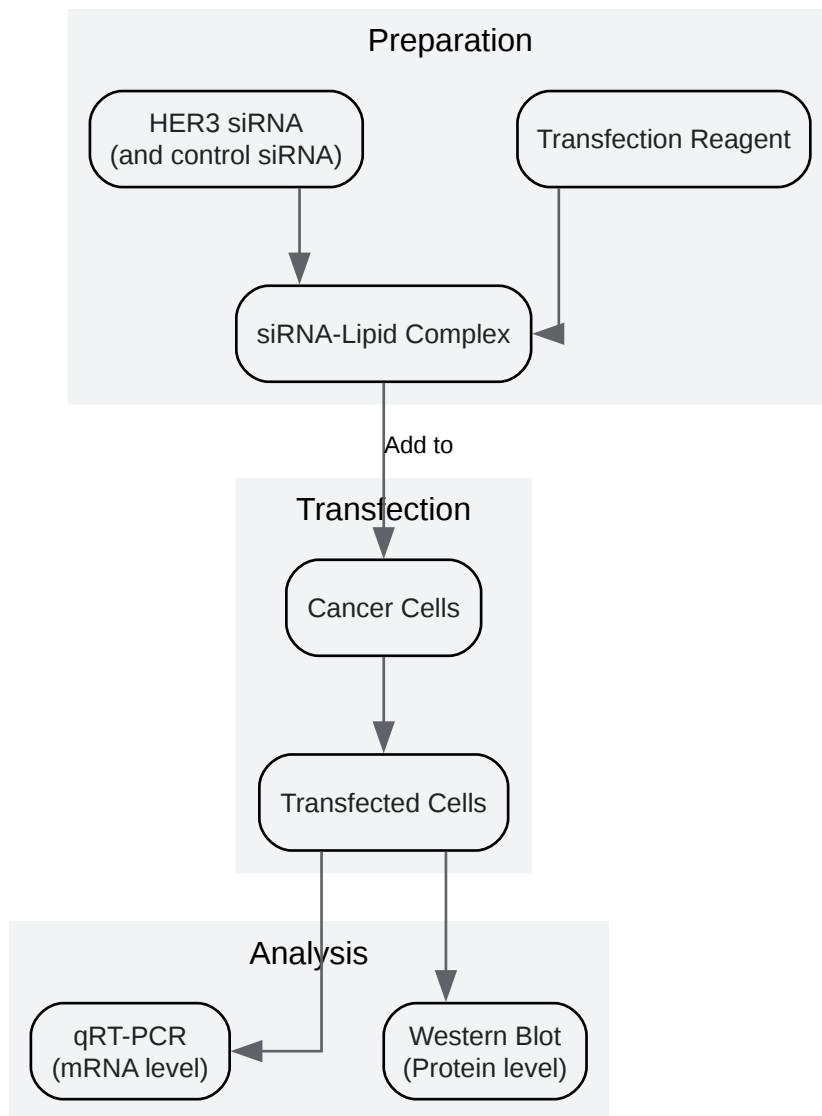 Preparation
HER3 siRNA
(and control siRNA)
Transfection Reagent
siRNA-Lipid Complex
Add to
Transfection
Cancer Cells
Transfected Cells
Analysis
qRT-PCR
(mRNA level)
Western Blot
(Protein level)